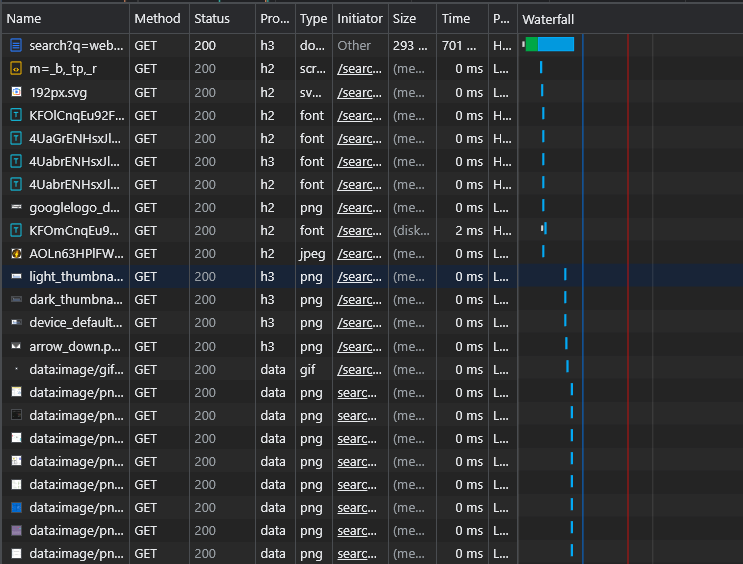 Name Method Status Pro... Type Initiator Size Time P... Waterfall
search?q=web... GET 200 h3 do... Other 293 ... 701 ... H...
m=_b,_tp,_r GET 200 h2 scr... /searc... (me... 0 ms L...
192px.svg GET 200 h2 sv... /searc... (me... 0 ms L...
KFOlCnqEu92F... GET 200 h2 font /searc... (me... 0 ms H...
4UaGrENHsxJl... GET 200 h2 font /searc... (me... 0 ms H...
4UabrENHsxJl... GET 200 h3 font /searc... (me... 0 ms H...
4UabrENHsxJl... GET 200 h2 font /searc... (me... 0 ms H...
googlelogo_d... GET 200 h2 png /searc... (me... 0 ms L...
KFOmCnqEu9... GET 200 h2 font /searc... (disk... 2 ms H...
AOLn63HPlFW... GET 200 h2 jpeg /searc... (me... 0 ms L...
light_thumbna... GET 200 h3 png /searc... (me... 0 ms L...
dark_thumbna... GET 200 h3 png /searc... (me... 0 ms L...
device_default... GET 200 h3 png /searc... (me... 0 ms L...
arrow_down.p... GET 200 h3 png /searc... (me... 0 ms L...
data:image/gif... GET 200 data gif /searc... (me... 0 ms L...
data:image/pn... GET 200 data png searc... (me... 0 ms L...
data:image/pn... GET 200 data png searc... (me... 0 ms L...
data:image/pn... GET 200 data png searc... (me... 0 ms L...
data:image/pn... GET 200 data png searc... (me... 0 ms L...
data:image/pn... GET 200 data png searc... (me... 0 ms L...
data:image/pn... GET 200 data png searc... (me... 0 ms L...
data:image/pn... GET 200 data png searc... (me... 0 ms L...
data:image/pn... GET 200 data png searc... (me... 0 ms L...